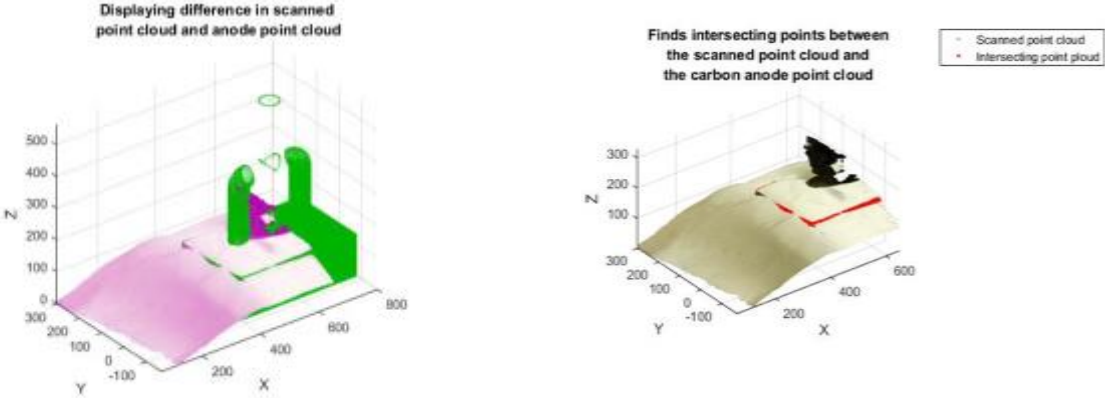 Displaying difference in scanned
point cloud and anode point cloud
500
400
300
200
100
0
Z
300
200
100
0
-100
Y
200
400
600
800
X
Finds intersecting points between
the scanned point cloud and
the carbon anode point cloud
300
200
100
Z
300
200
100
0
-100
Y
200
400
600
X
Scanned point cloud
Intersecting point ploud